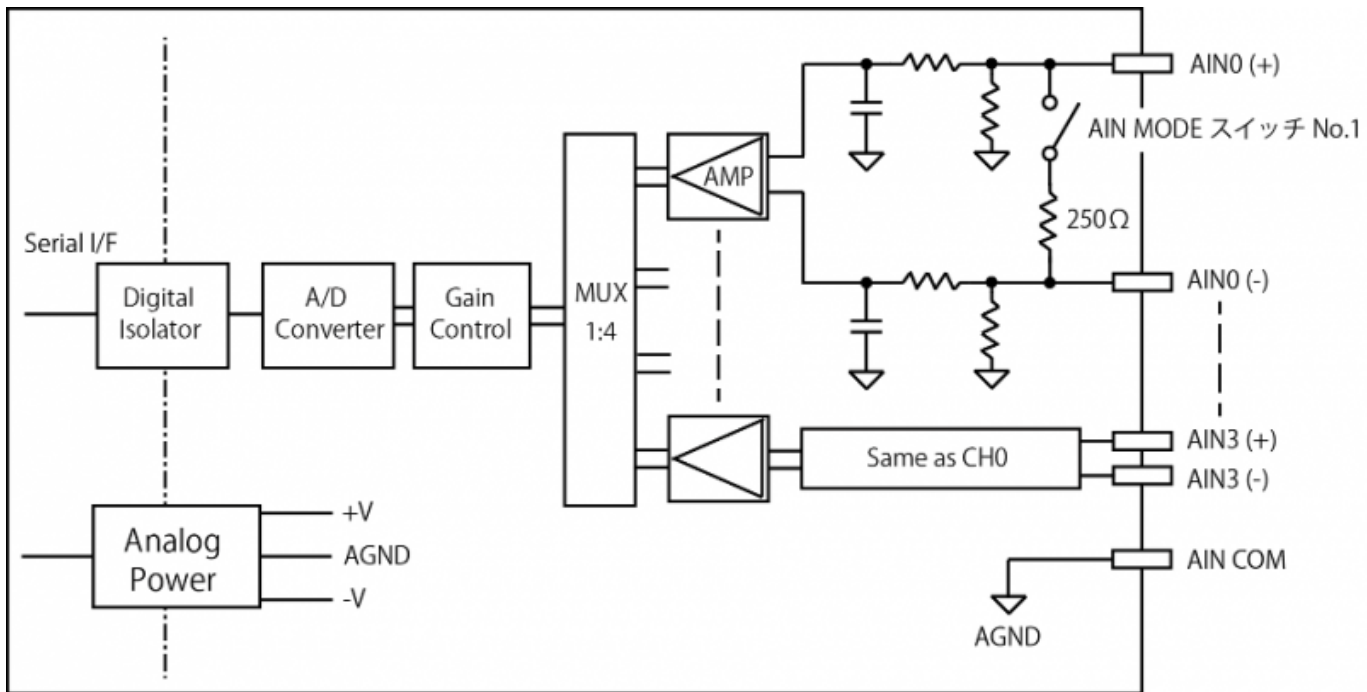 AIN0 (+)
AIN MODE スイッチ No.1
AMP
250Ω
Serial I/F
Digital
Isolator
A/D
Converter
Gain
Control
MUX
1:4
AIN0 (-)
AIN3 (+)
Same as CH0
AIN3 (-)
Analog
Power
+V
AGND
-V
AIN COM
AGND